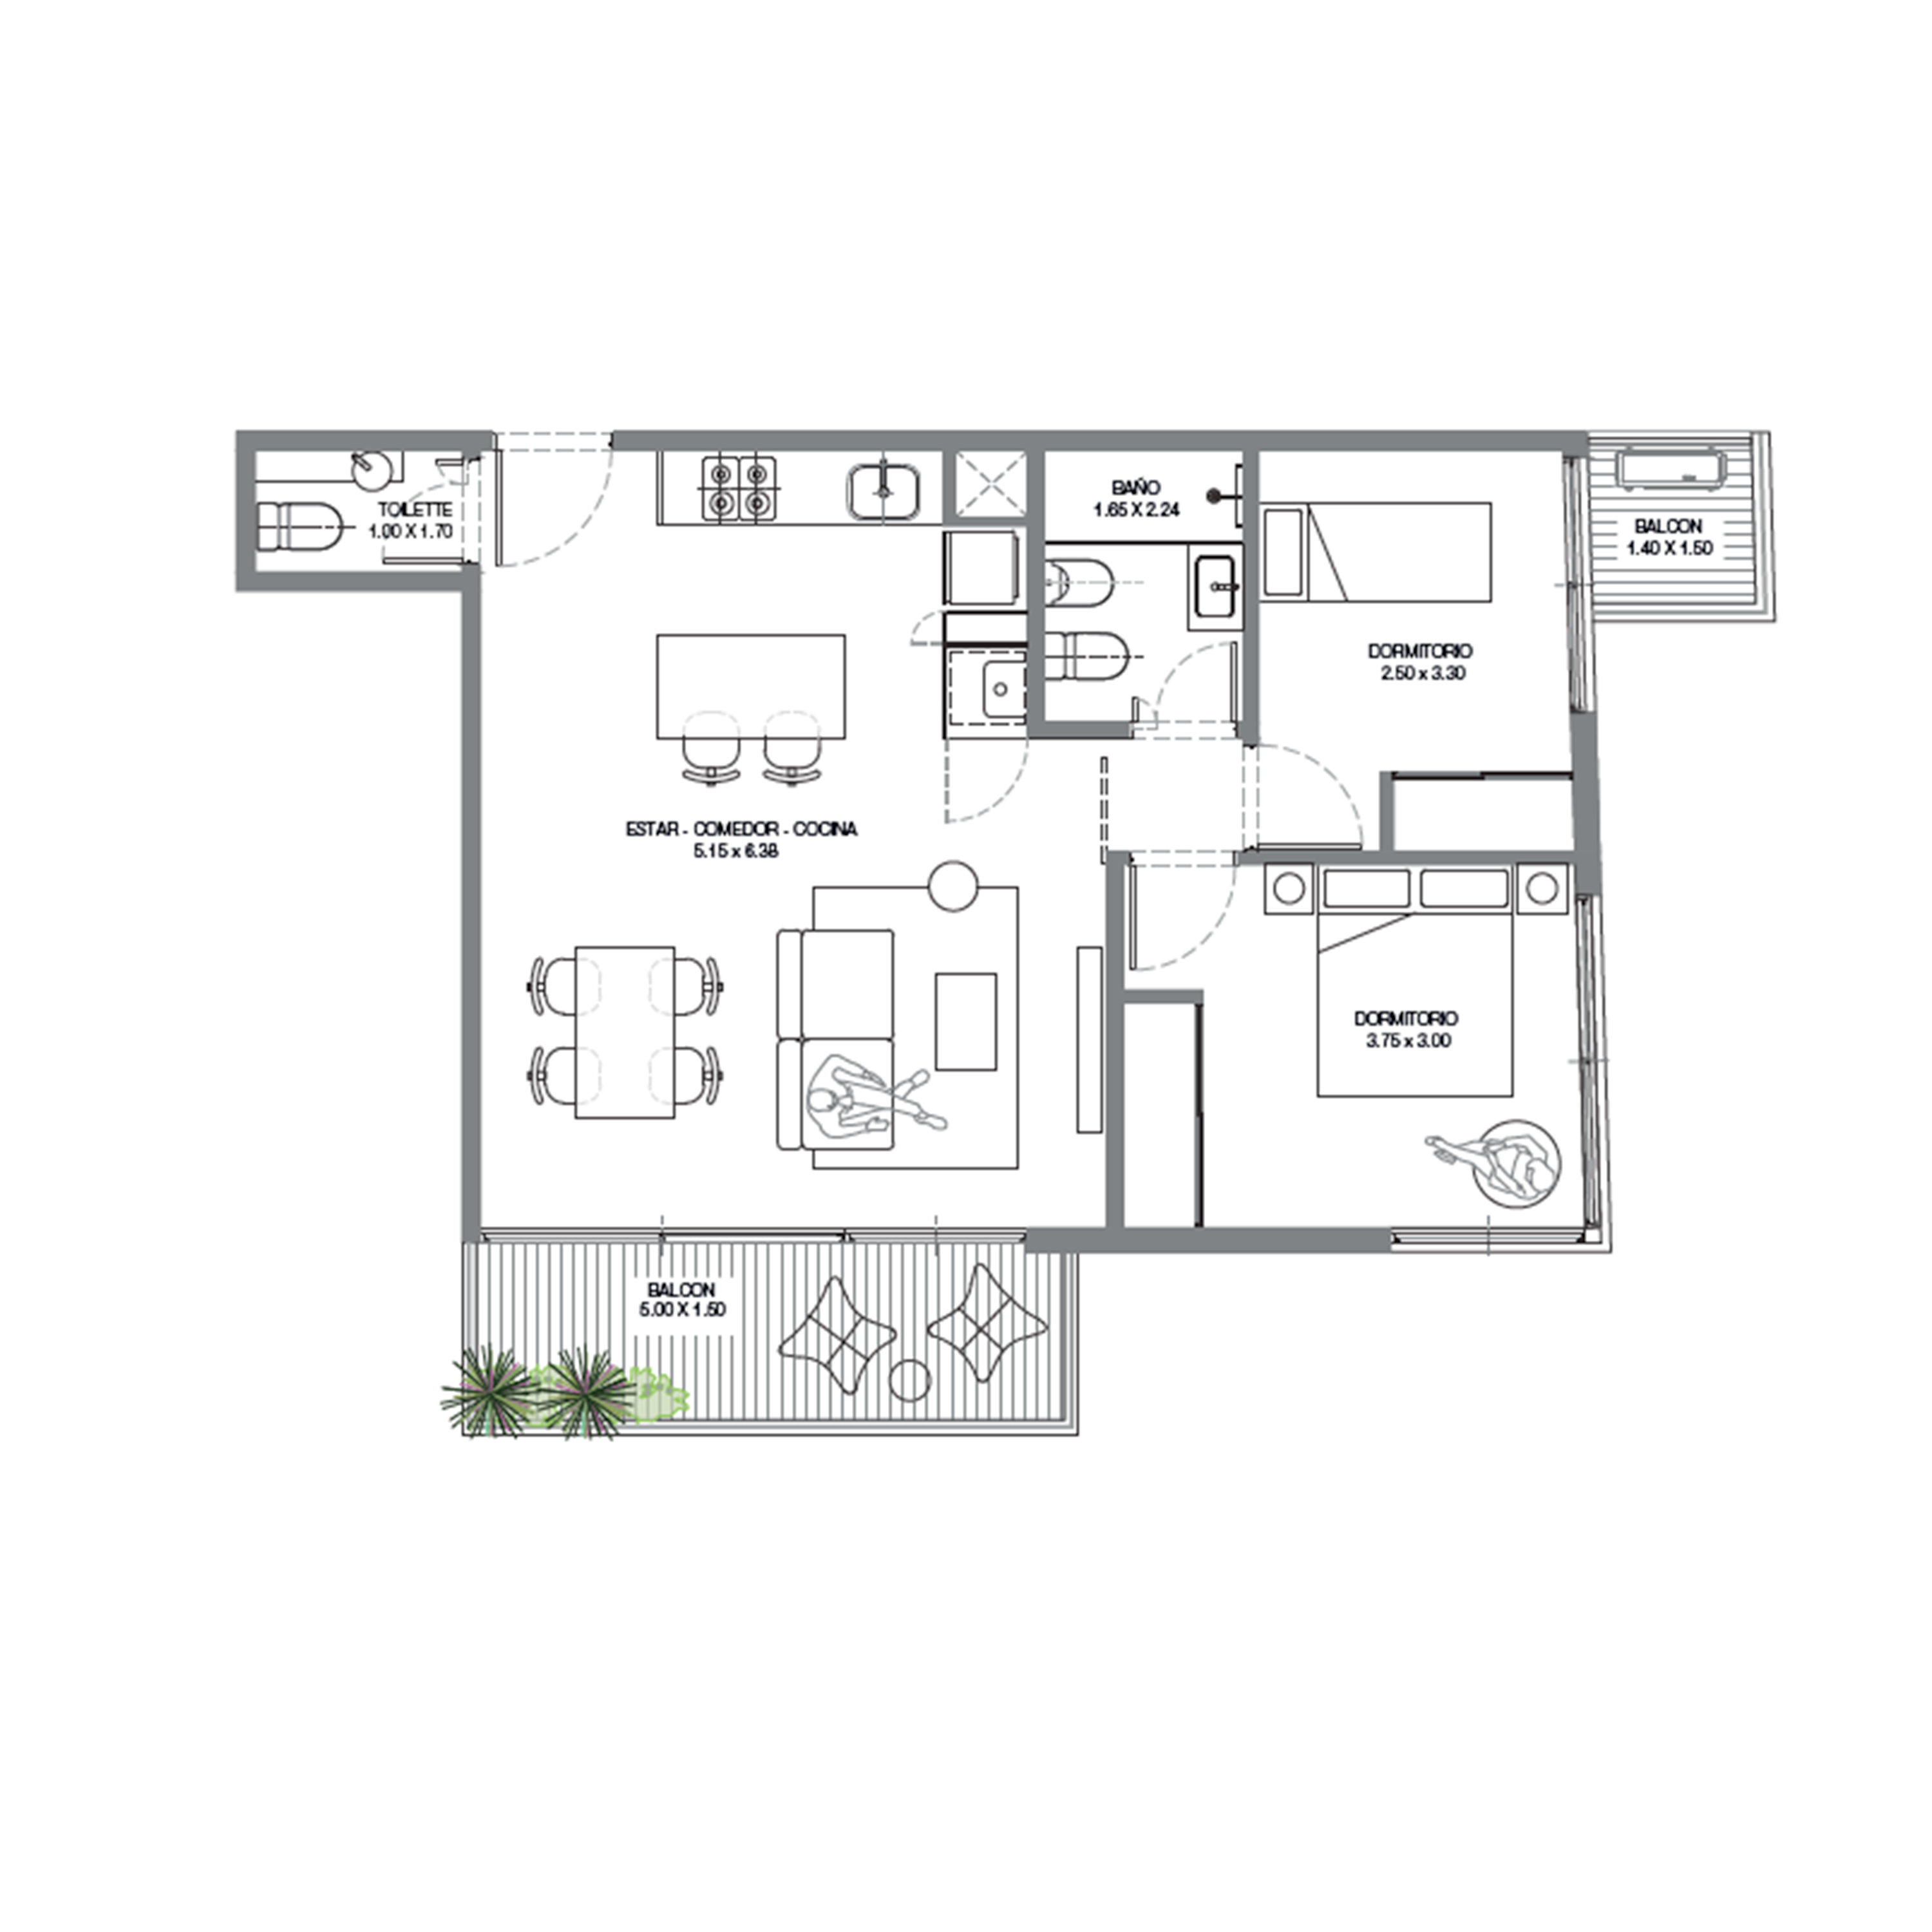 TOILETTE
1.00 X 1.70
BAÑO
1.65 X 2.24
BALCON
1.40 X 1.50
DORMITORIO
2.50 x 3.30
ESTAR - COMEDOR - COCINA
5.15 x 6.38
DORMITORIO
3.75 x 3.00
BALCON
5.00 X 1.50